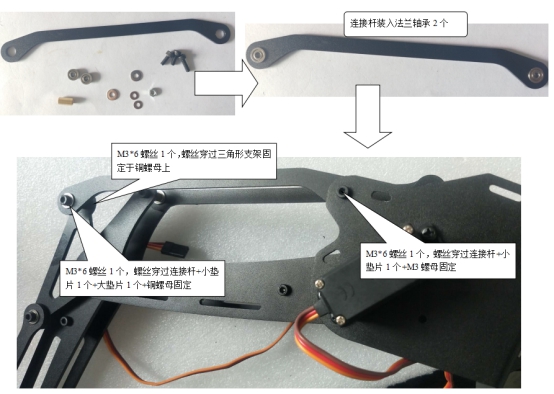 连接杆装入法兰轴承 2 个
M3*6 螺丝 1 个，螺丝穿过三角形支架固
定于铜螺母上
M3*6 螺丝 1 个，螺丝穿过连接杆+小垫
片 1 个+大垫片 1 个+铜螺母固定
M3*6 螺丝 1 个，螺丝穿过连接杆+小
垫片 1 个+M3 螺母固定